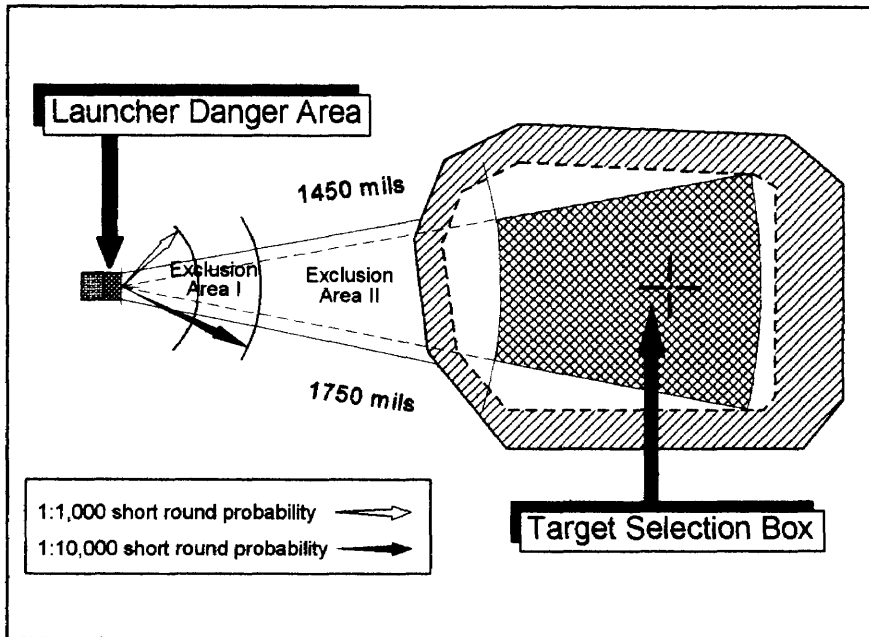 Launcher Danger Area
1450 mils
Exclusion
Area I
Exclusion
Area II
1750 mils
1:1,000 short round probability
1:10,000 short round probability
Target Selection Box